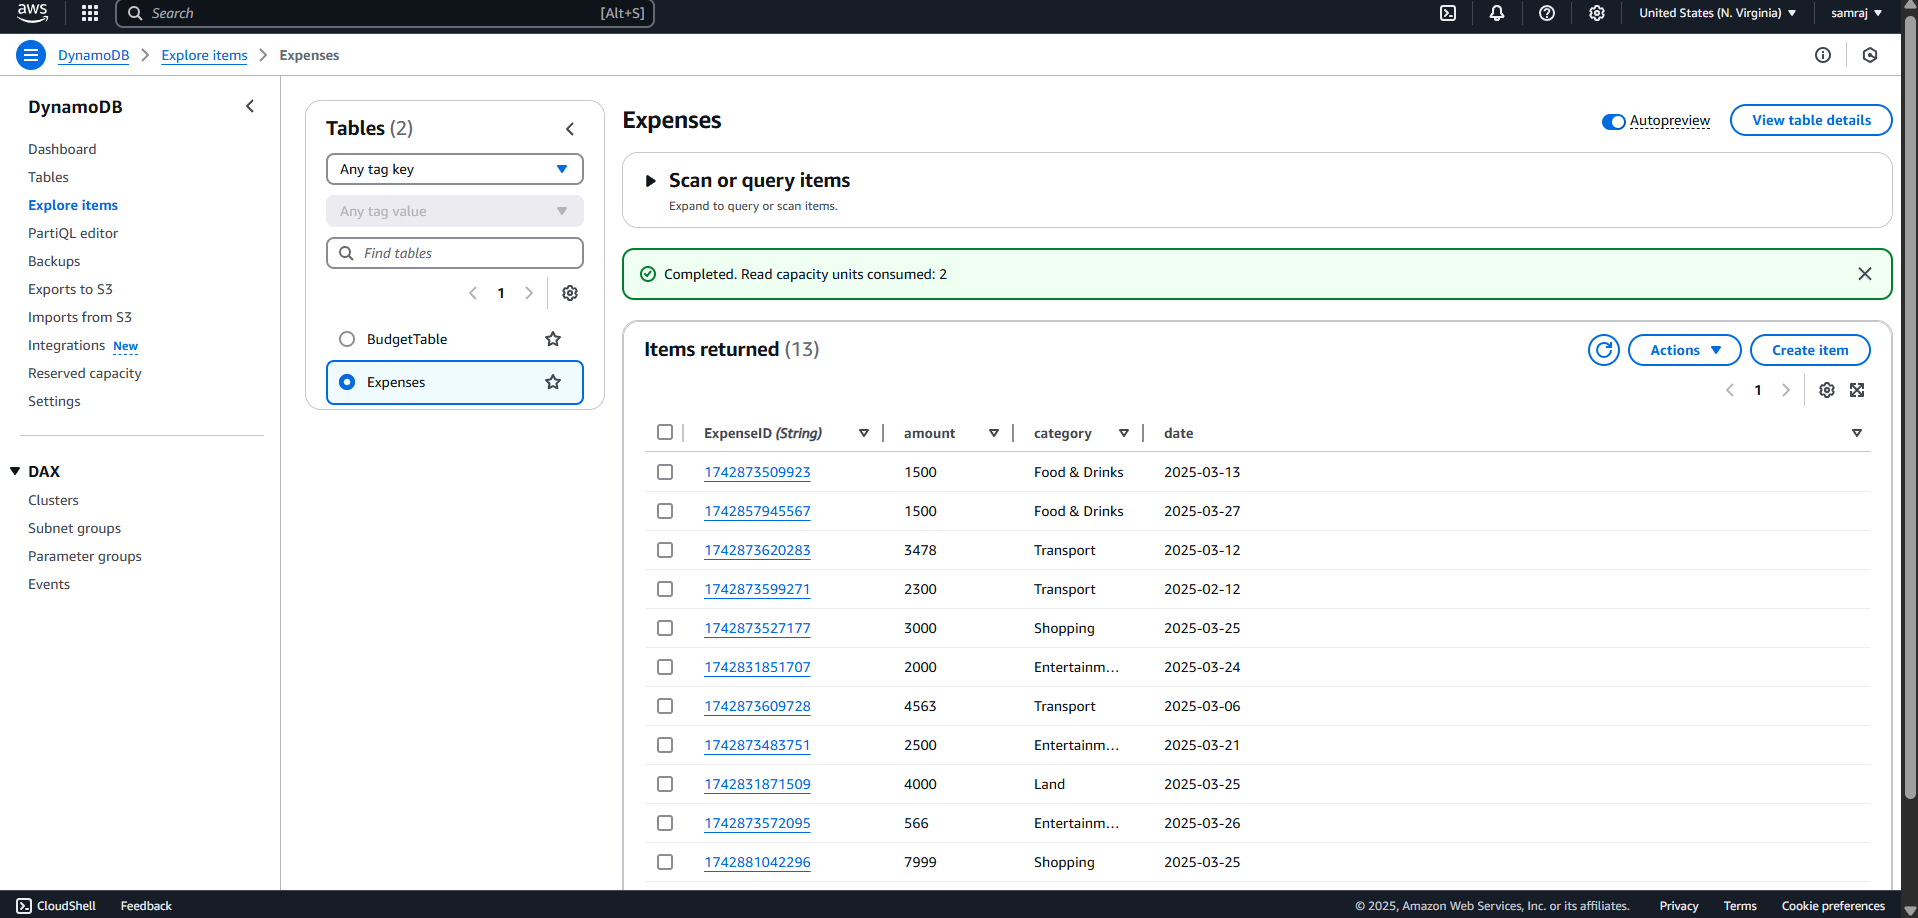 aws
Search [Alt+S]
United States (N. Virginia) samraj
DynamoDB Explore items Expenses
DynamoDB
Dashboard
Tables
Explore items
PartiQL editor
Backups
Exports to S3
Imports from S3
Integrations New
Reserved capacity
Settings
DAX
Clusters
Subnet groups
Parameter groups
Events
Tables (2)
Any tag key
Any tag value
Find tables
1
BudgetTable
Expenses
Expenses
Autopreview
View table details
Scan or query items
Expand to query or scan items.
Completed. Read capacity units consumed: 2
Items returned (13)
Actions
Create item
1
ExpenseID (String) amount category date
1742873509923 1500 Food & Drinks 2025-03-13
1742857945567 1500 Food & Drinks 2025-03-27
1742873620283 3478 Transport 2025-03-12
1742873599271 2300 Transport 2025-02-12
1742873527177 3000 Shopping 2025-03-25
1742831851707 2000 Entertainm... 2025-03-24
1742873609728 4563 Transport 2025-03-06
1742873483751 2500 Entertainm... 2025-03-21
1742831871509 4000 Land 2025-03-25
1742873572095 566 Entertainm... 2025-03-26
1742881042296 7999 Shopping 2025-03-25
CloudShell Feedback
© 2025, Amazon Web Services, Inc. or its affiliates. Privacy Terms Cookie preferences